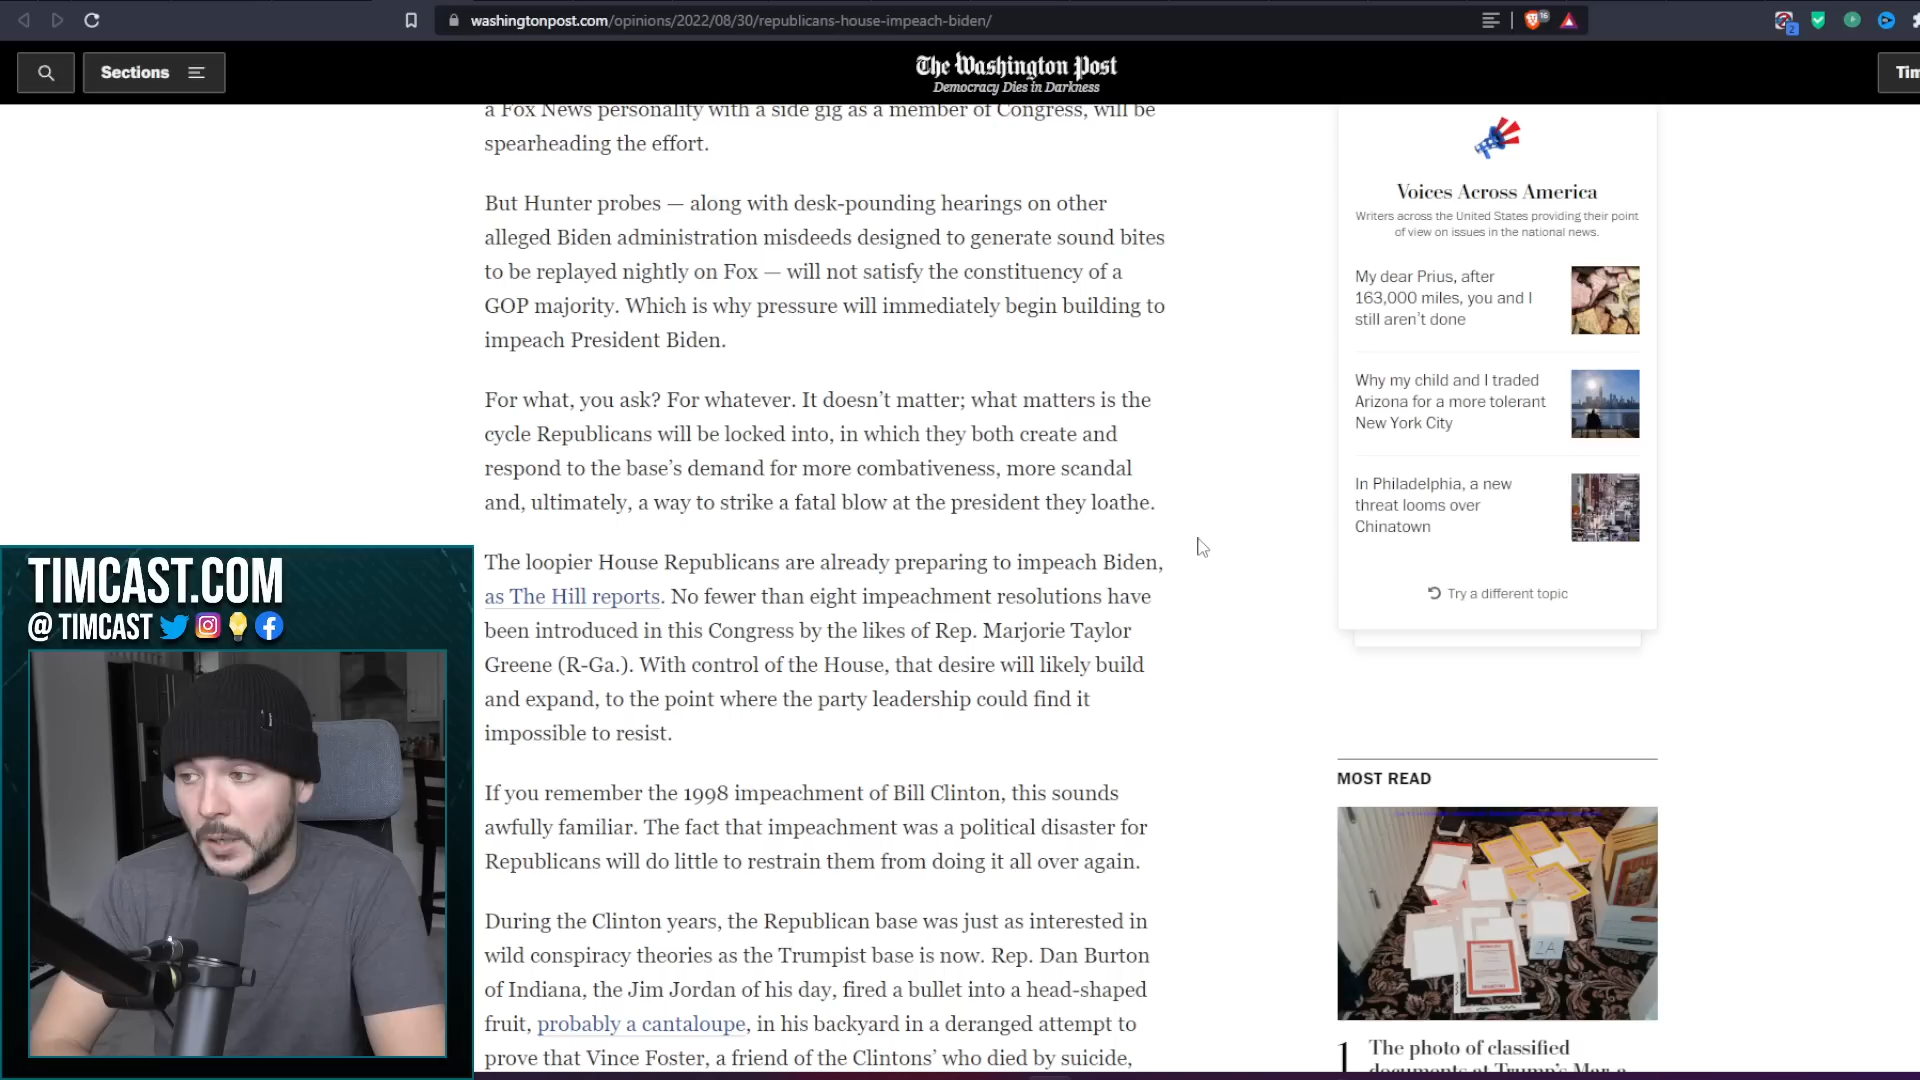 washingtonpost.com/opinions/2022/08/30/republicans-house-impeach-biden/
16
2
Sections
The Washington Post
Democracy Dies in Darkness
Tim
a Fox News personality with a side gig as a member of Congress, will be
spearheading the effort.
But Hunter probes — along with desk-pounding hearings on other
alleged Biden administration misdeeds designed to generate sound bites
to be replayed nightly on Fox — will not satisfy the constituency of a
GOP majority. Which is why pressure will immediately begin building to
impeach President Biden.
For what, you ask? For whatever. It doesn't matter; what matters is the
cycle Republicans will be locked into, in which they both create and
respond to the base's demand for more combativeness, more scandal
and, ultimately, a way to strike a fatal blow at the president they loathe.
The loopier House Republicans are already preparing to impeach Biden,
as The Hill reports. No fewer than eight impeachment resolutions have
been introduced in this Congress by the likes of Rep. Marjorie Taylor
Greene (R-Ga.). With control of the House, that desire will likely build
and expand, to the point where the party leadership could find it
impossible to resist.
If you remember the 1998 impeachment of Bill Clinton, this sounds
awfully familiar. The fact that impeachment was a political disaster for
Republicans will do little to restrain them from doing it all over again.
During the Clinton years, the Republican base was just as interested in
wild conspiracy theories as the Trumpist base is now. Rep. Dan Burton
of Indiana, the Jim Jordan of his day, fired a bullet into a head-shaped
fruit, probably a cantaloupe, in his backyard in a deranged attempt to
prove that Vince Foster, a friend of the Clintons' who died by suicide,
Voices Across America
Writers across the United States providing their point
of view on issues in the national news.
My dear Prius, after
163,000 miles, you and I
still aren't done
Why my child and I traded
Arizona for a more tolerant
New York City
In Philadelphia, a new
threat looms over
Chinatown
Try a different topic
MOST READ
2A
1
The photo of classified
documents at Trump's Mar-a-
TIMCAST.COM
@ TIMCAST